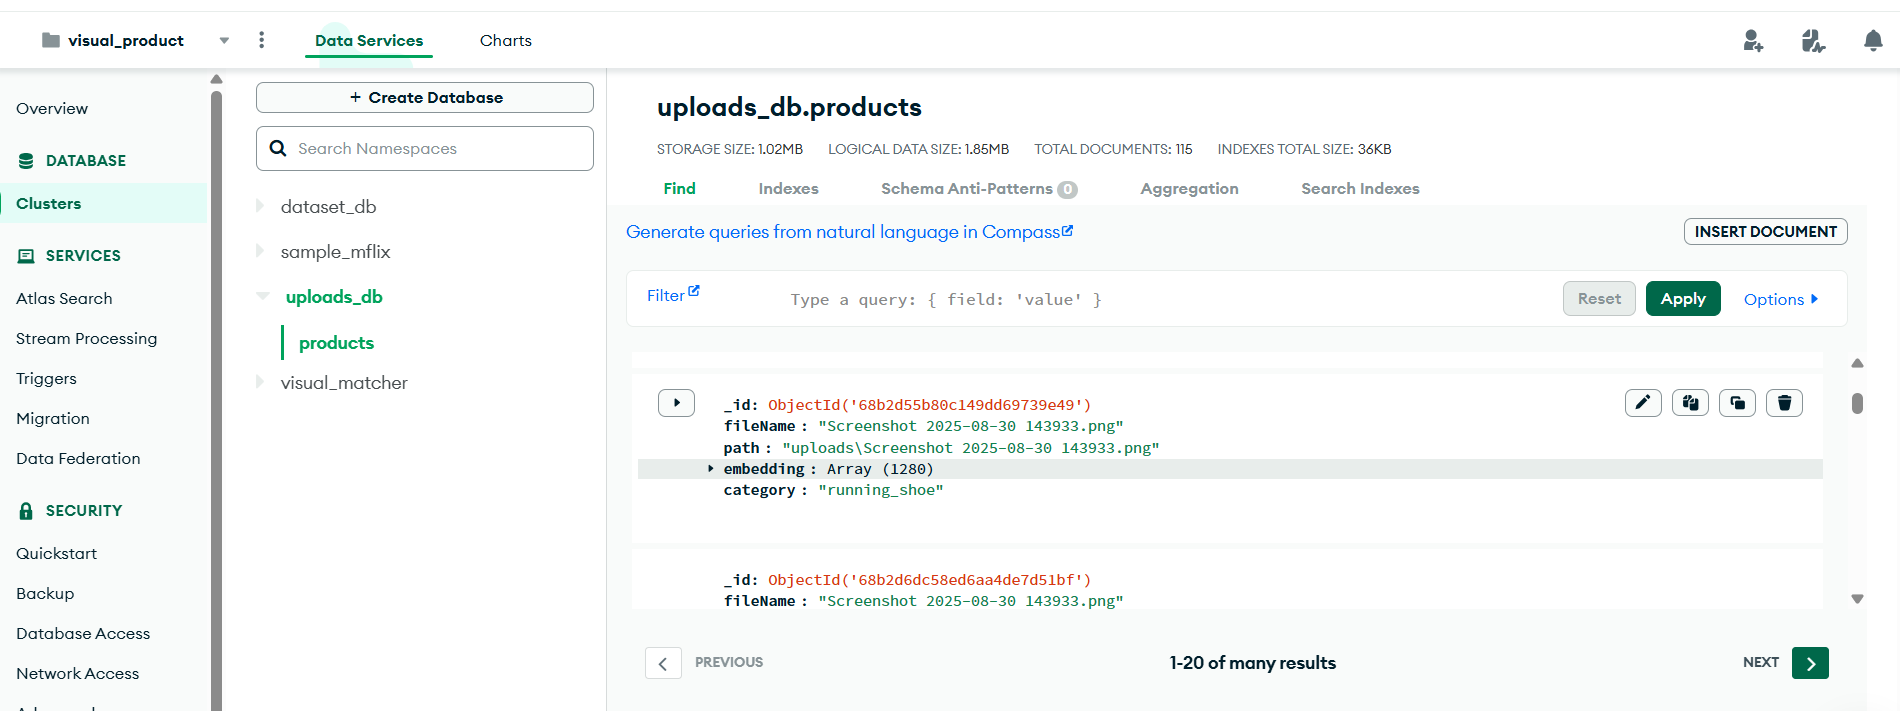 visual_product
Data Services
Charts
Overview
DATABASE
Clusters
SERVICES
Atlas Search
Stream Processing
Triggers
Migration
Data Federation
SECURITY
Quickstart
Backup
Database Access
Network Access
+ Create Database
Search Namespaces
dataset_db
sample_mflix
uploads_db
products
visual_matcher
uploads_db.products
STORAGE SIZE: 1.02MB LOGICAL DATA SIZE: 1.85MB TOTAL DOCUMENTS: 115 INDEXES TOTAL SIZE: 36KB
Find Indexes Schema Anti-Patterns 0 Aggregation Search Indexes
Generate queries from natural language in Compass
INSERT DOCUMENT
Filter Type a query: { field: 'value' } Reset Apply Options
_id: ObjectId('68b2d55b80c149dd69739e49')
fileName : "Screenshot 2025-08-30 143933.png"
path : "uploads\Screenshot 2025-08-30 143933.png"
embedding : Array (1280)
category : "running_shoe"
_id: ObjectId('68b2d6dc58ed6aa4de7d51bf')
fileName : "Screenshot 2025-08-30 143933.png"
PREVIOUS 1-20 of many results NEXT